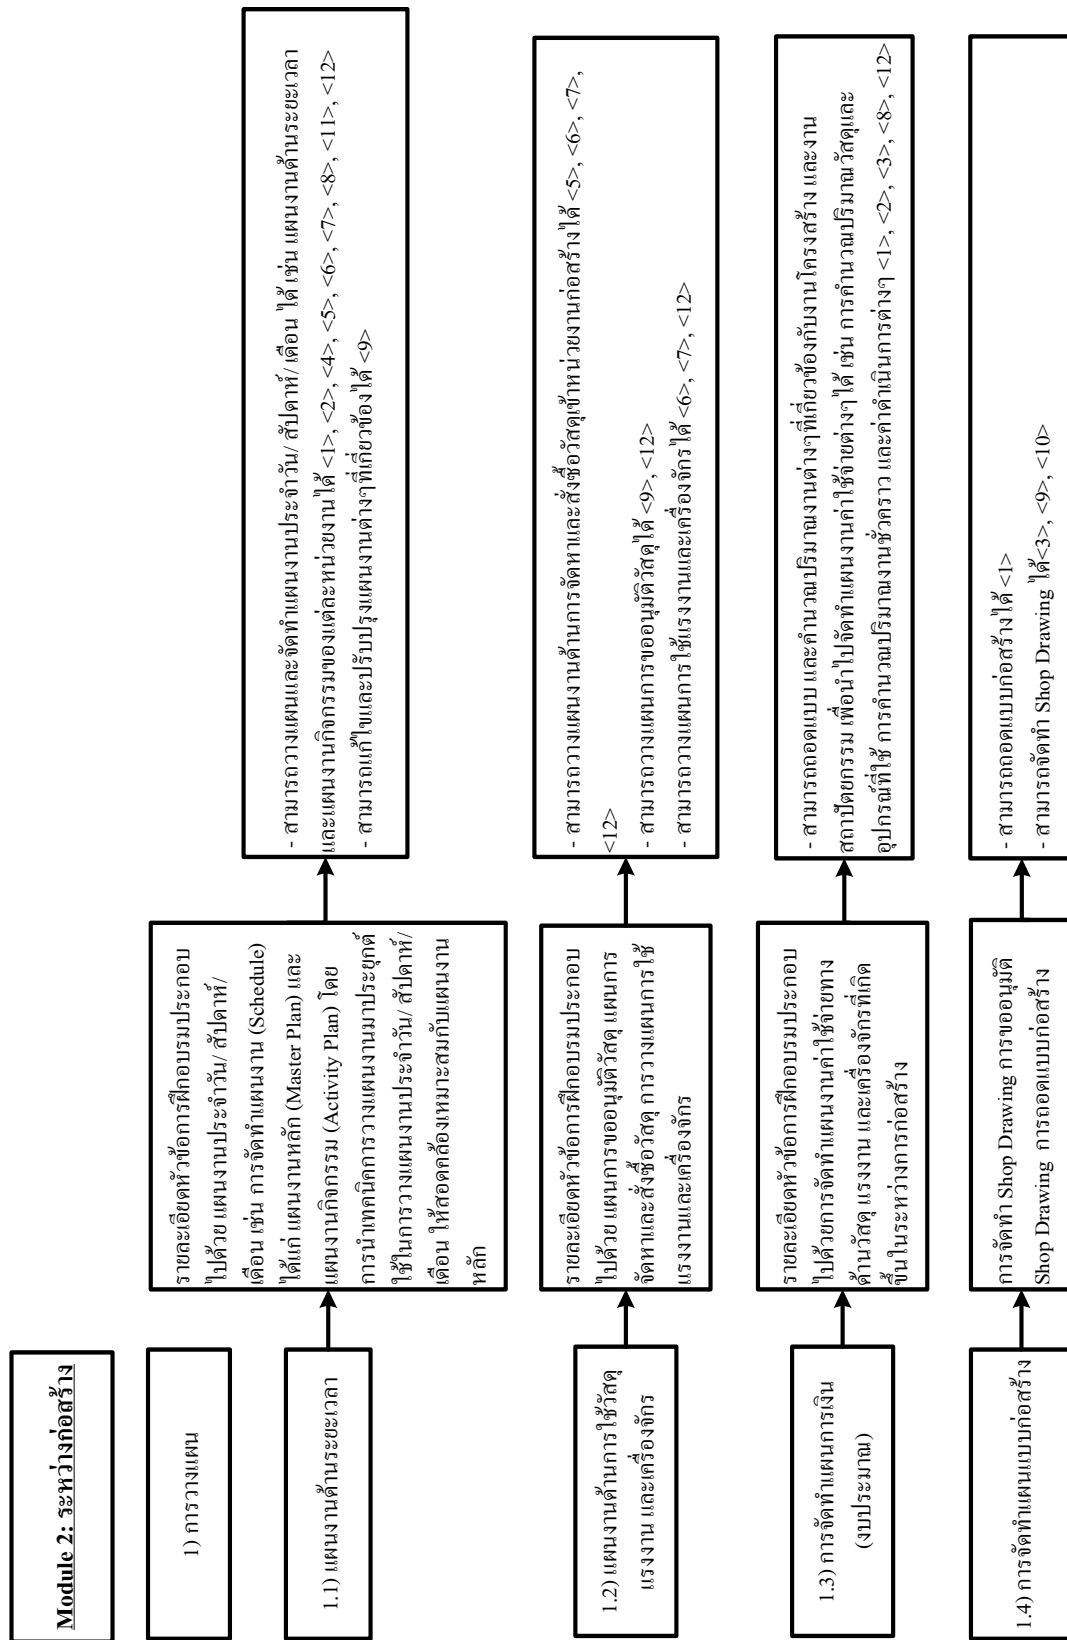 Module 2: ระหว่างก่อสร้าง
1) การวางแผน
1.1) แผนงานด้านระยะเวลา
รายละเอียดหัวข้อการฝึกอบรมประกอบ
ไปด้วย แผนงานประจำวัน/ สัปดาห์/
เดือน เช่น การจัดทำแผนงาน (Schedule)
ได้แก่ แผนงานหลัก (Master Plan) และ
แผนงานกิจกรรม (Activity Plan) โดย
การนำเทคนิคการวางแผนงานมาประยุกต์
ใช้ในการวางแผนงานประจำวัน/ สัปดาห์/
เดือน ให้สอดคล้องเหมาะสมกับแผนงาน
หลัก
- สามารถวางแผนและจัดทำแผนงานประจำวัน/ สัปดาห์/ เดือน ได้ เช่น แผนงานด้านระยะเวลา
และแผนงานกิจกรรมของแต่ละหน่วยงานได้ <1>, <2>, <4>, <5>, <6>, <7>, <8>, <11>, <12>
- สามารถแก้ไขและปรับปรุงแผนงานต่างๆที่เกี่ยวข้องได้ <9>
1.2) แผนงานด้านการใช้วัสดุ
แรงงาน และเครื่องจักร
รายละเอียดหัวข้อการฝึกอบรมประกอบ
ไปด้วย แผนการขออนุมัติวัสดุ แผนการ
จัดหาและสั่งซื้อวัสดุ การวางแผนการใช้
แรงงานและเครื่องจักร
- สามารถวางแผนงานด้านการจัดหาและสั่งซื้อวัสดุเข้าหน่วยงานก่อสร้างได้ <5>, <6>, <7>,
<12>
- สามารถวางแผนการขออนุมัติวัสดุได้ <9>, <12>
- สามารถวางแผนการใช้แรงงานและเครื่องจักรได้ <6>, <7>, <12>
1.3) การจัดทำแผนการเงิน
(งบประมาณ)
รายละเอียดหัวข้อการฝึกอบรมประกอบ
ไปด้วยการจัดทำแผนงานค่าใช้จ่ายทาง
ด้านวัสดุ แรงงาน และเครื่องจักรที่เกิด
ขึ้นในระหว่างการก่อสร้าง
- สามารถถอดแบบ และคำนวณปริมาณงานต่างๆที่เกี่ยวข้องกับงานโครงสร้าง และงาน
สถาปัตยกรรม เพื่อนำไปจัดทำแผนงานค่าใช้จ่ายต่างๆได้ เช่น การคำนวณปริมาณวัสดุและ
อุปกรณ์ที่ใช้ การคำนวณปริมาณงานชั่วคราว และค่าดำเนินการต่างๆ <1>, <2>, <3>, <8>, <12>
1.4) การจัดทำแผนแบบก่อสร้าง
การจัดทำ Shop Drawing การขออนุมัติ
Shop Drawing การถอดแบบก่อสร้าง
- สามารถถอดแบบก่อสร้างได้ <1>
- สามารถจัดทำ Shop Drawing ได้<3>, <9>, <10>